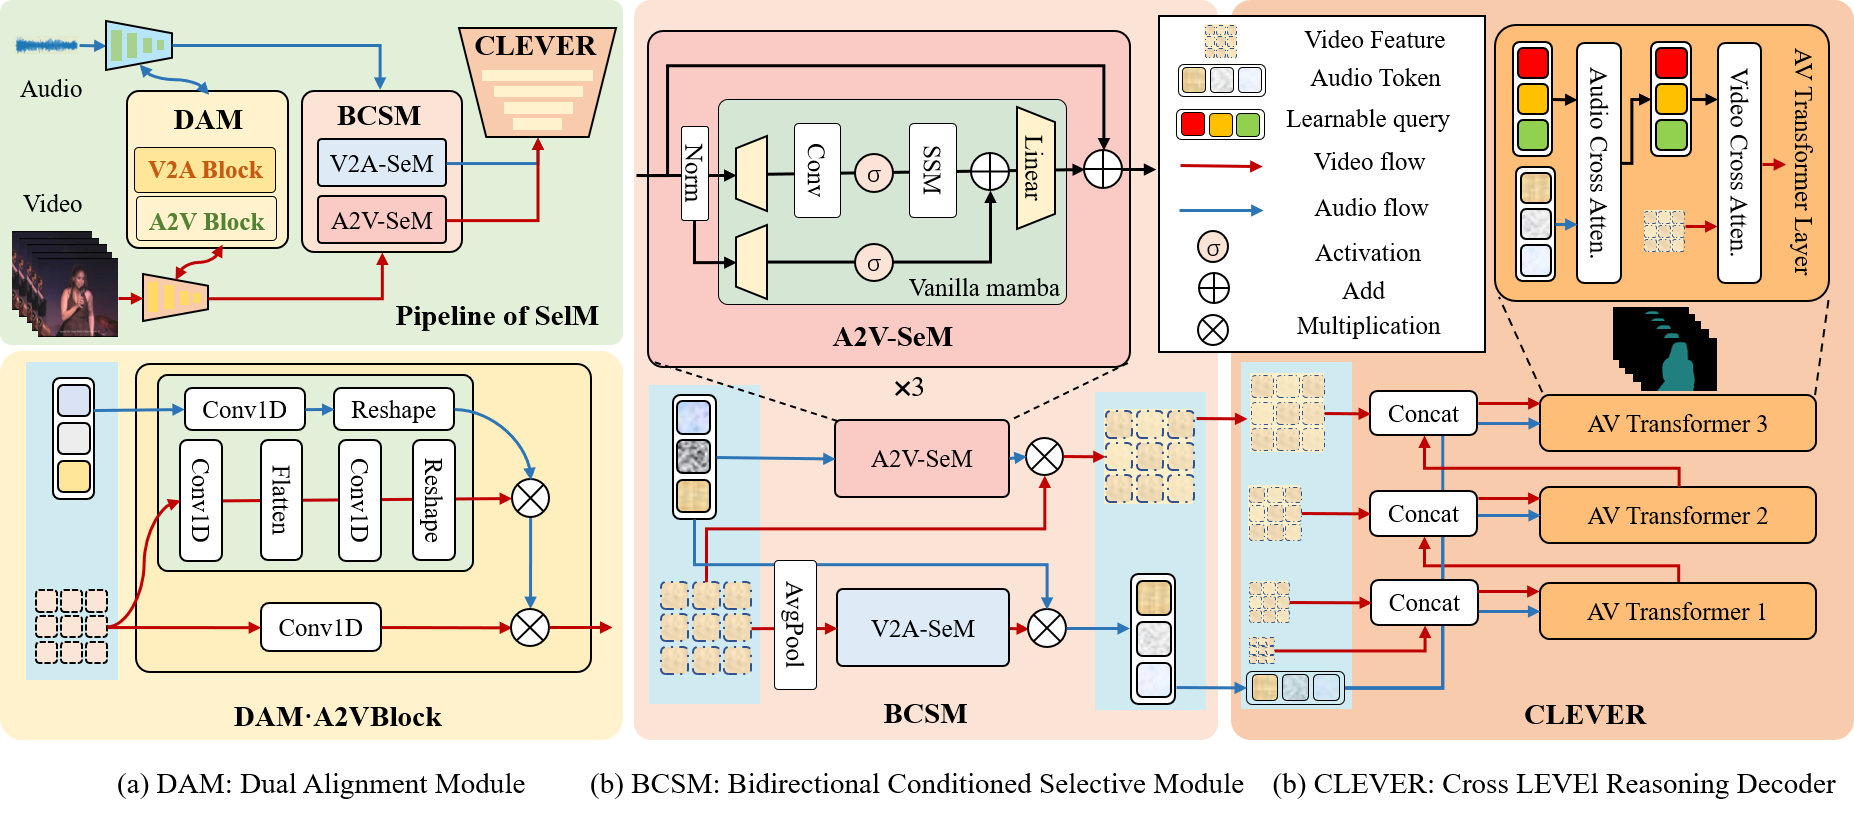 Audio
Video
DAM
V2A Block
A2V Block
BCSM
V2A-SeM
A2V-SeM
CLEVER
Pipeline of SelM
Conv1D
Reshape
Conv1D
Flatten
Conv1D
Reshape
Conv1D
DAM·A2VBlock
Norm
Conv
σ
SSM
Linear
σ
Vanilla mamba
A2V-SeM
×3
A2V-SeM
AvgPool
V2A-SeM
BCSM
Video Feature
Audio Token
Learnable query
Video flow
Audio flow
σ
Activation
Add
Multiplication
Audio Cross Atten.
Video Cross Atten.
AV Transformer Layer
Concat
AV Transformer 3
Concat
AV Transformer 2
Concat
AV Transformer 1
CLEVER
(a) DAM: Dual Alignment Module
(b) BCSM: Bidirectional Conditioned Selective Module
(b) CLEVER: Cross LEVEl Reasoning Decoder